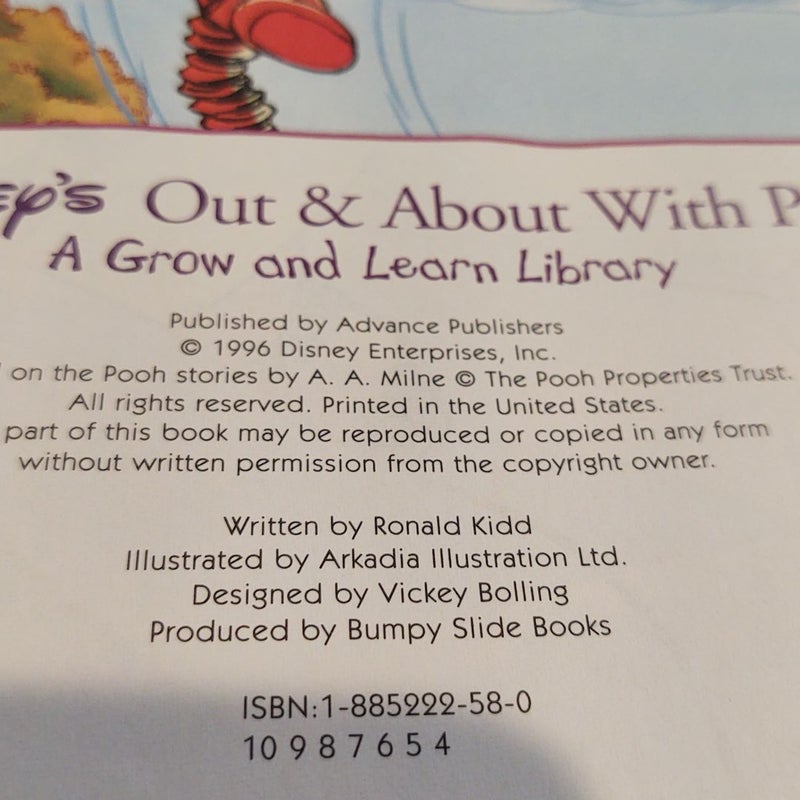 Out & About With
A Grow and Learn Library
Published by Advance Publishers
© 1996 Disney Enterprises, Inc.
on the Pooh stories by A. A. Milne © The Pooh Properties Trust.
All rights reserved. Printed in the United States.
part of this book may be reproduced or copied in any form
without written permission from the copyright owner.
Written by Ronald Kidd
Illustrated by Arkadia Illustration Ltd.
Designed by Vickey Bolling
Produced by Bumpy Slide Books
ISBN:1-885222-58-0
10 9 8 7 6 5 4